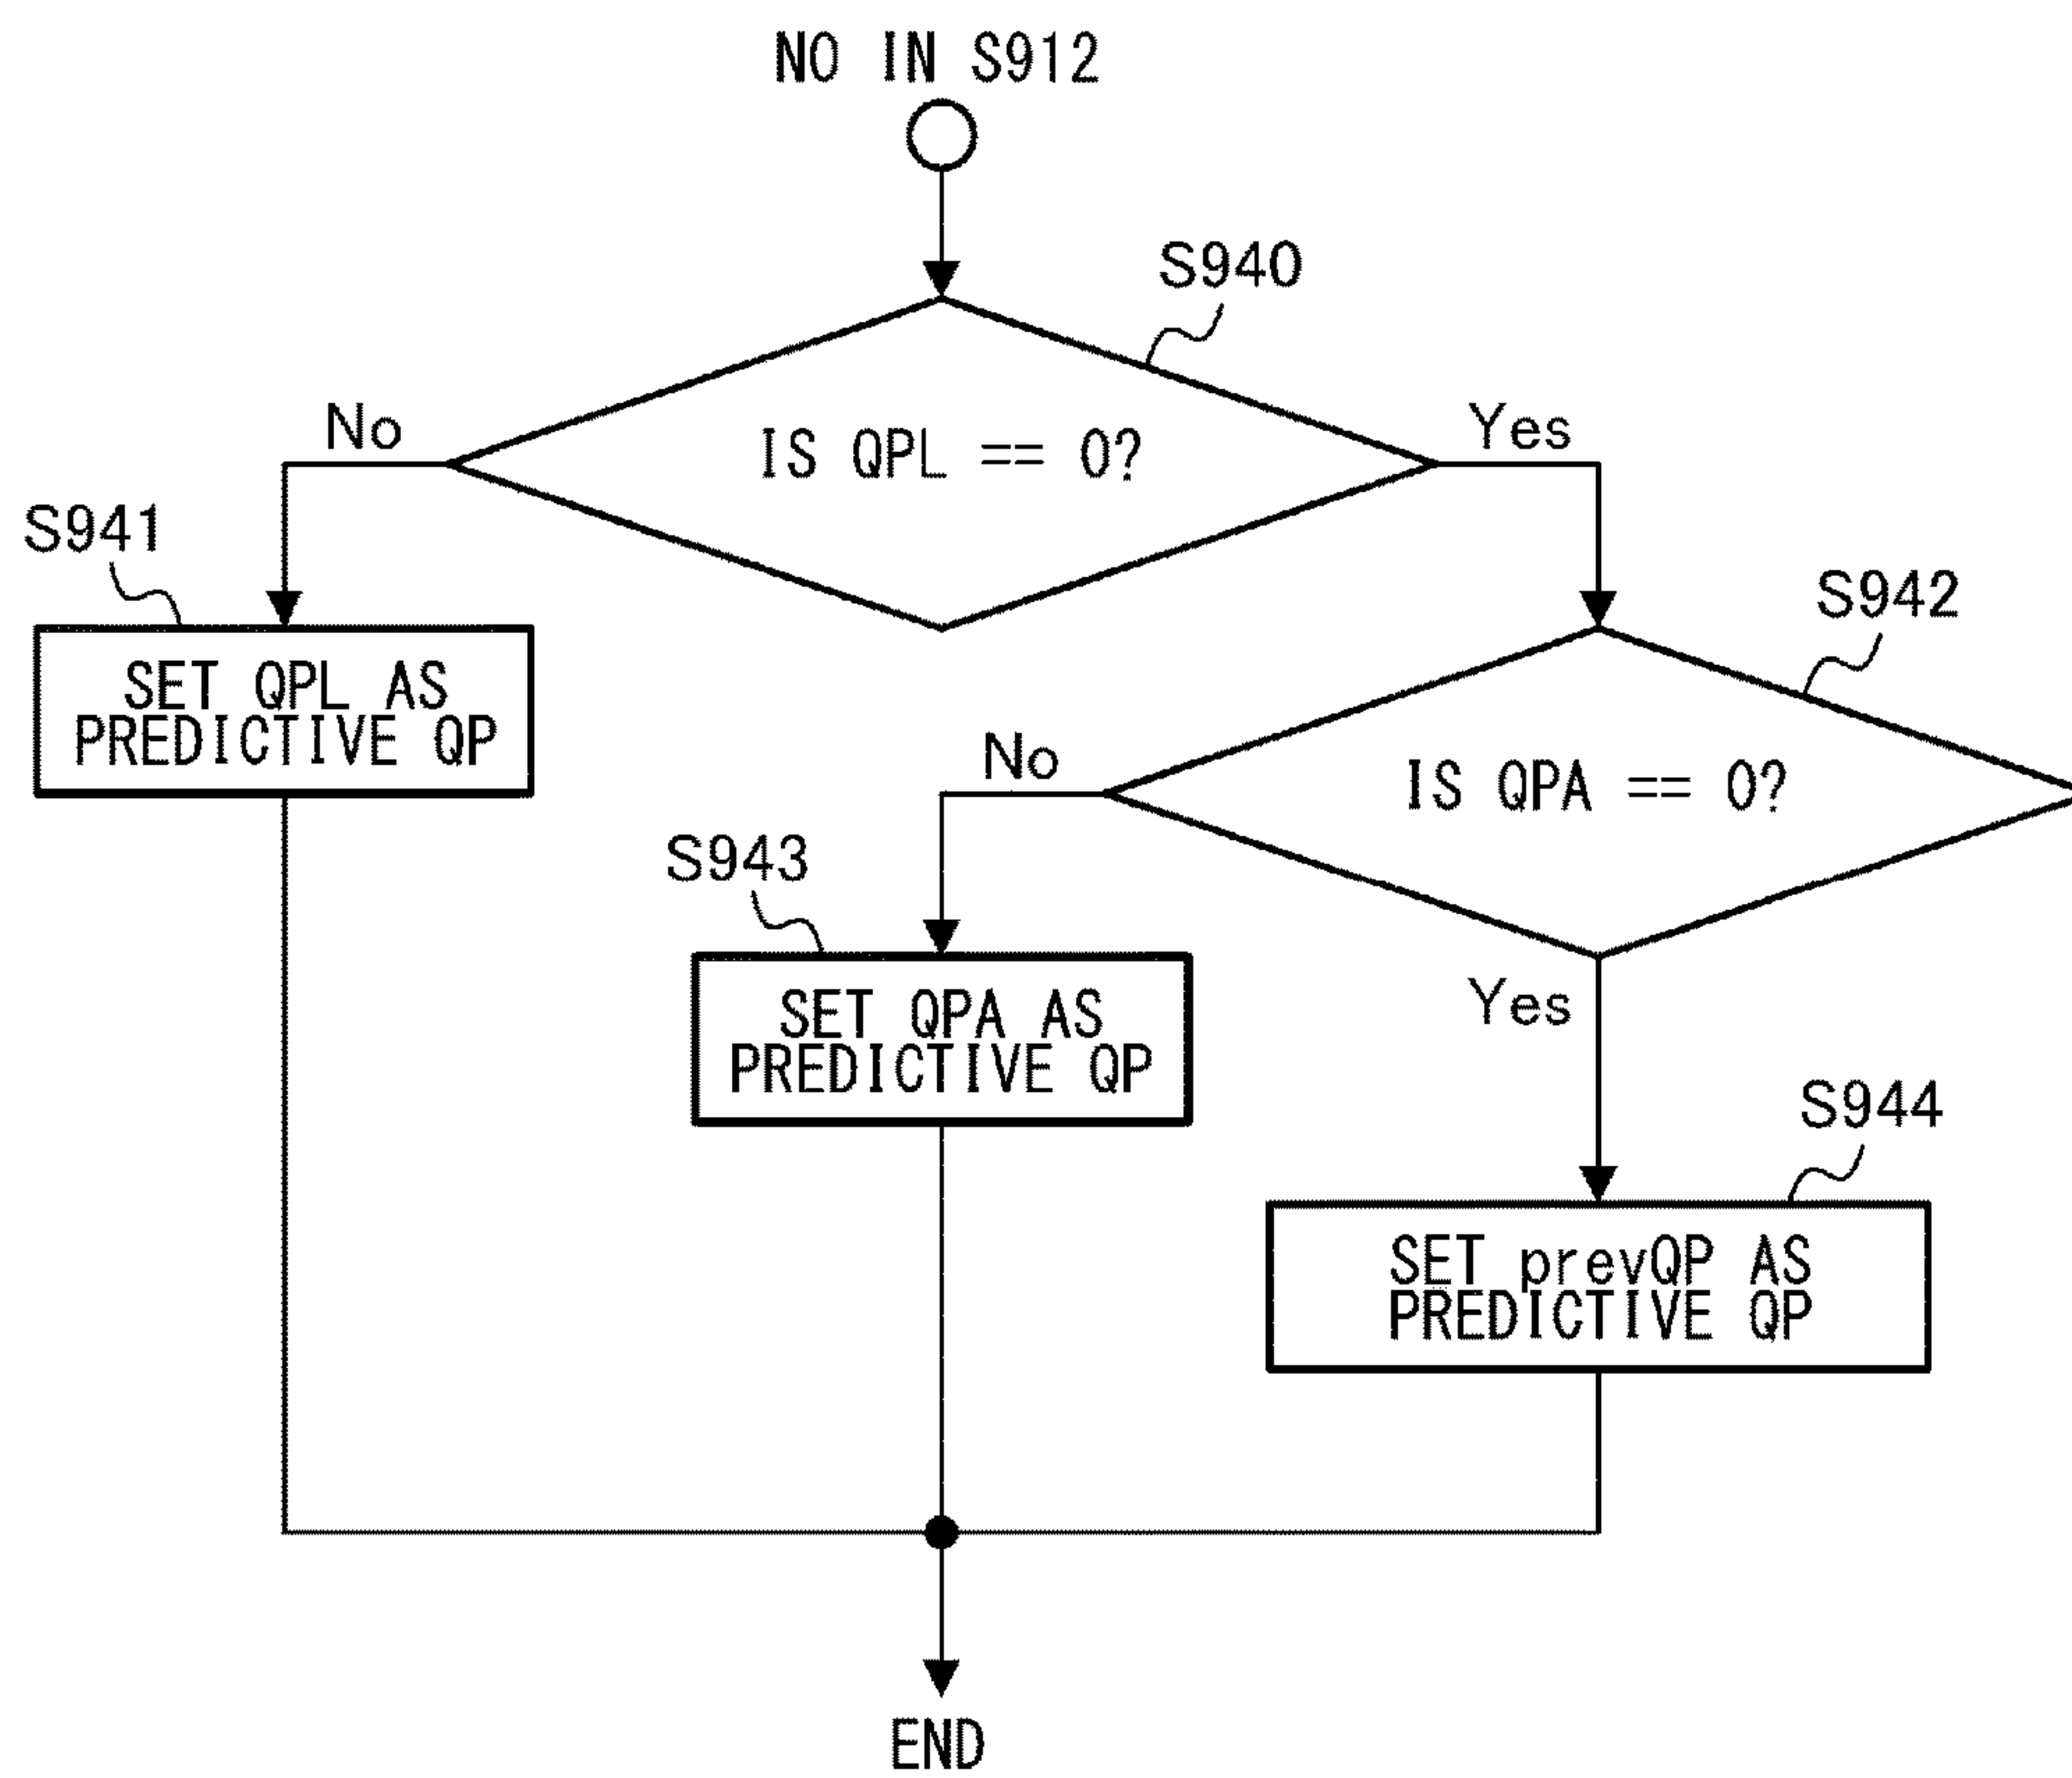 NO IN S912
S940
IS QPL == 0?
No
Yes
S941
SET QPL AS
PREDICTIVE QP
S942
IS QPA == 0?
No
Yes
S943
SET QPA AS
PREDICTIVE QP
S944
SET prevQP AS
PREDICTIVE QP
END